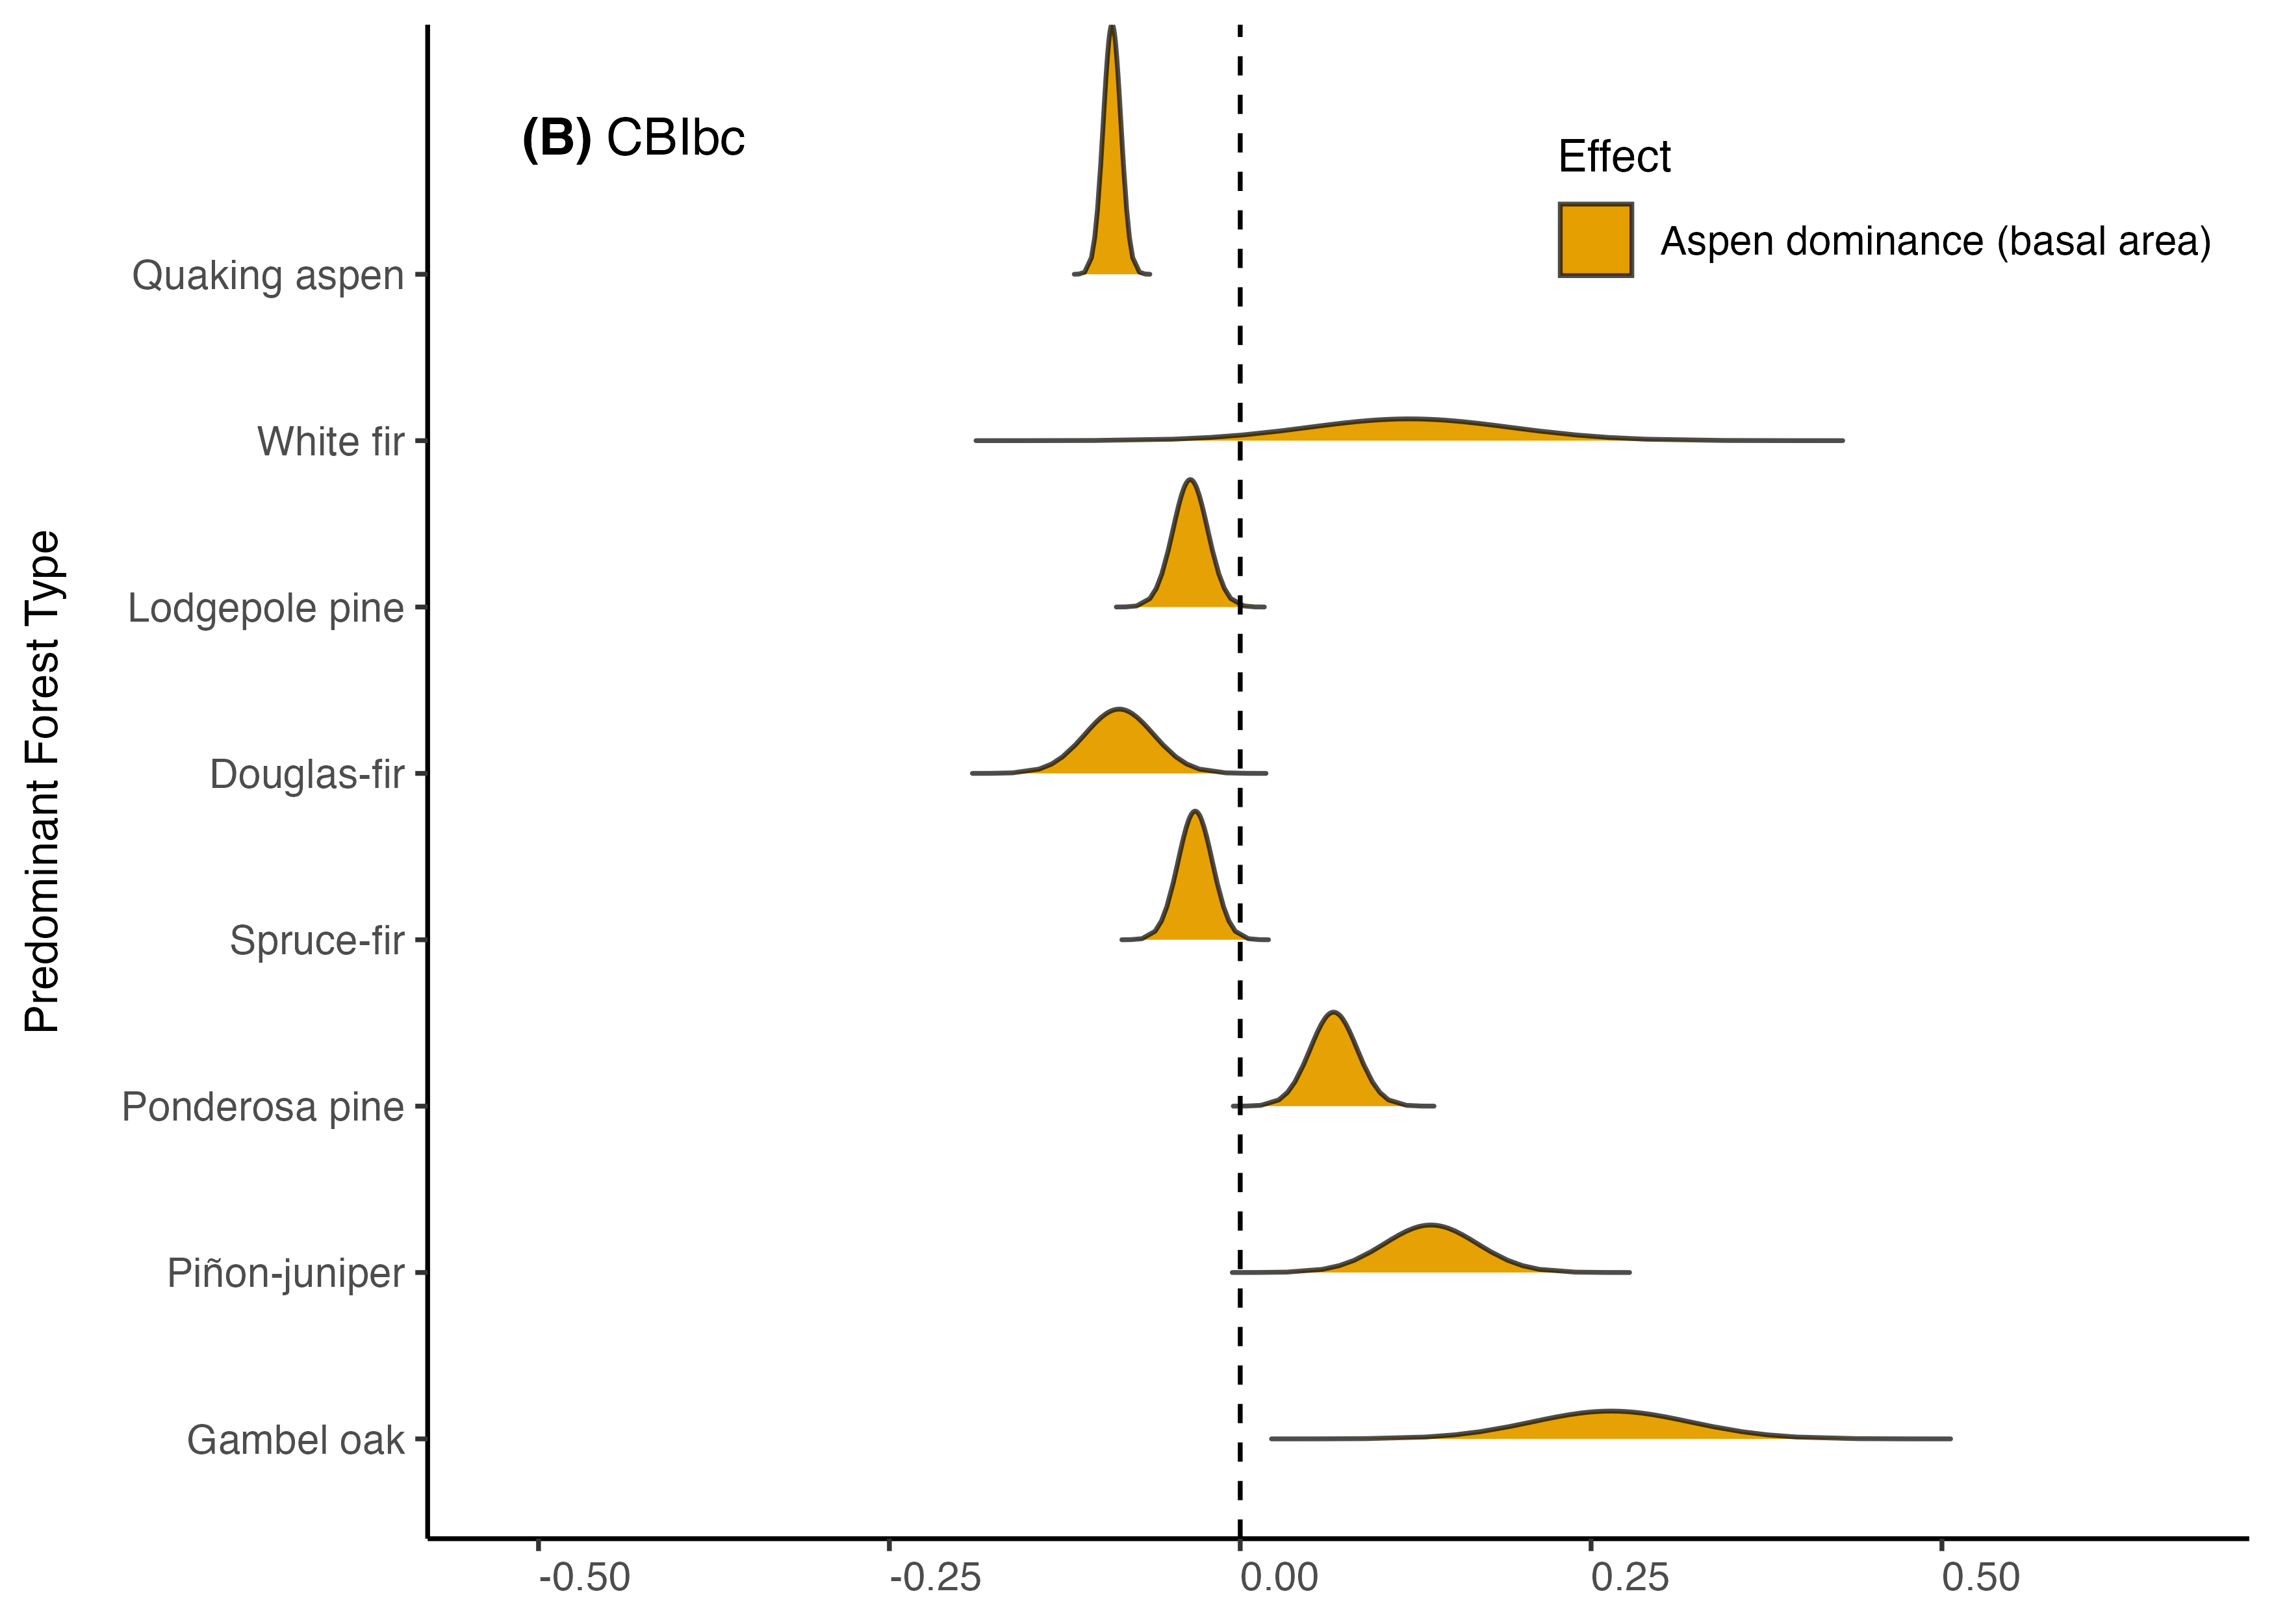 (B) CBIbc
Effect
Aspen dominance (basal area)
Predominant Forest Type
Quaking aspen
White fir
Lodgepole pine
Douglas-fir
Spruce-fir
Ponderosa pine
Piñon-juniper
Gambel oak
-0.50 -0.25 0.00 0.25 0.50